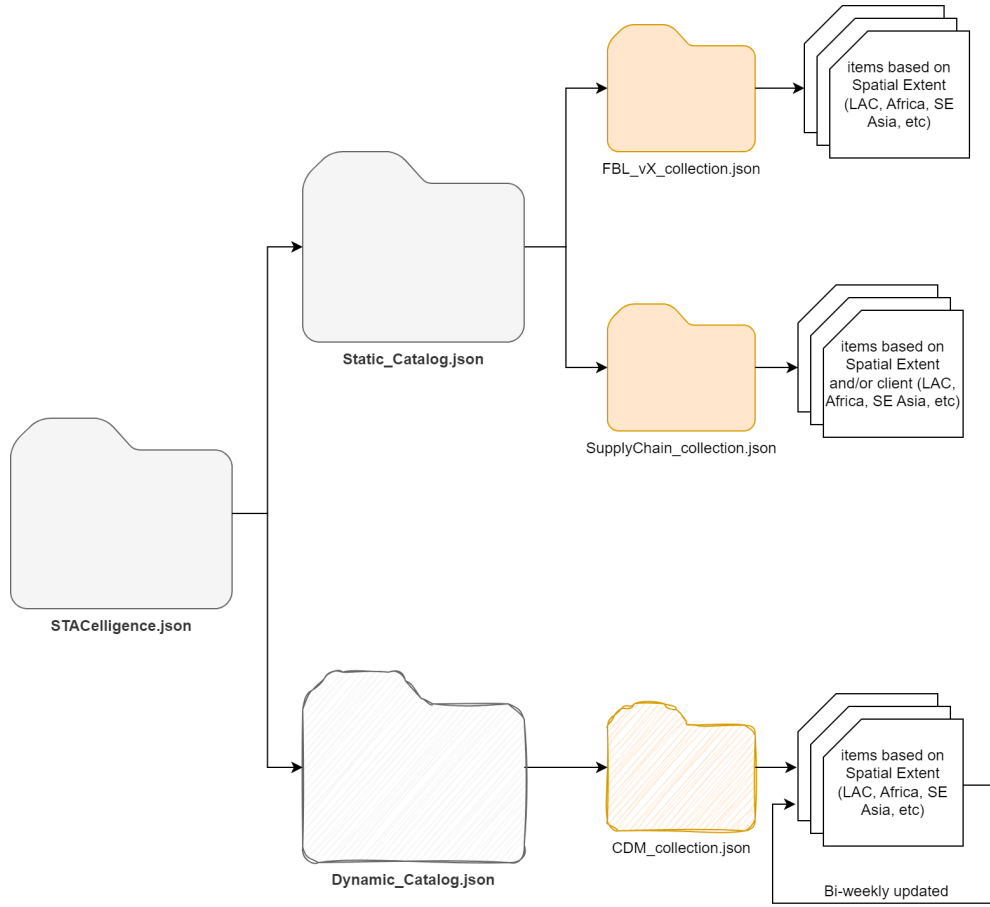 items based on
Spatial Extent
(LAC, Africa, SE
Asia, etc)
FBL_vX_collection.json
Static_Catalog.json
items based on
Spatial Extent
and/or client (LAC,
Africa, SE Asia, etc)
SupplyChain_collection.json
STACelligence.json
items based on
Spatial Extent
(LAC, Africa, SE
Asia, etc)
CDM_collection.json
Dynamic_Catalog.json
Bi-weekly updated